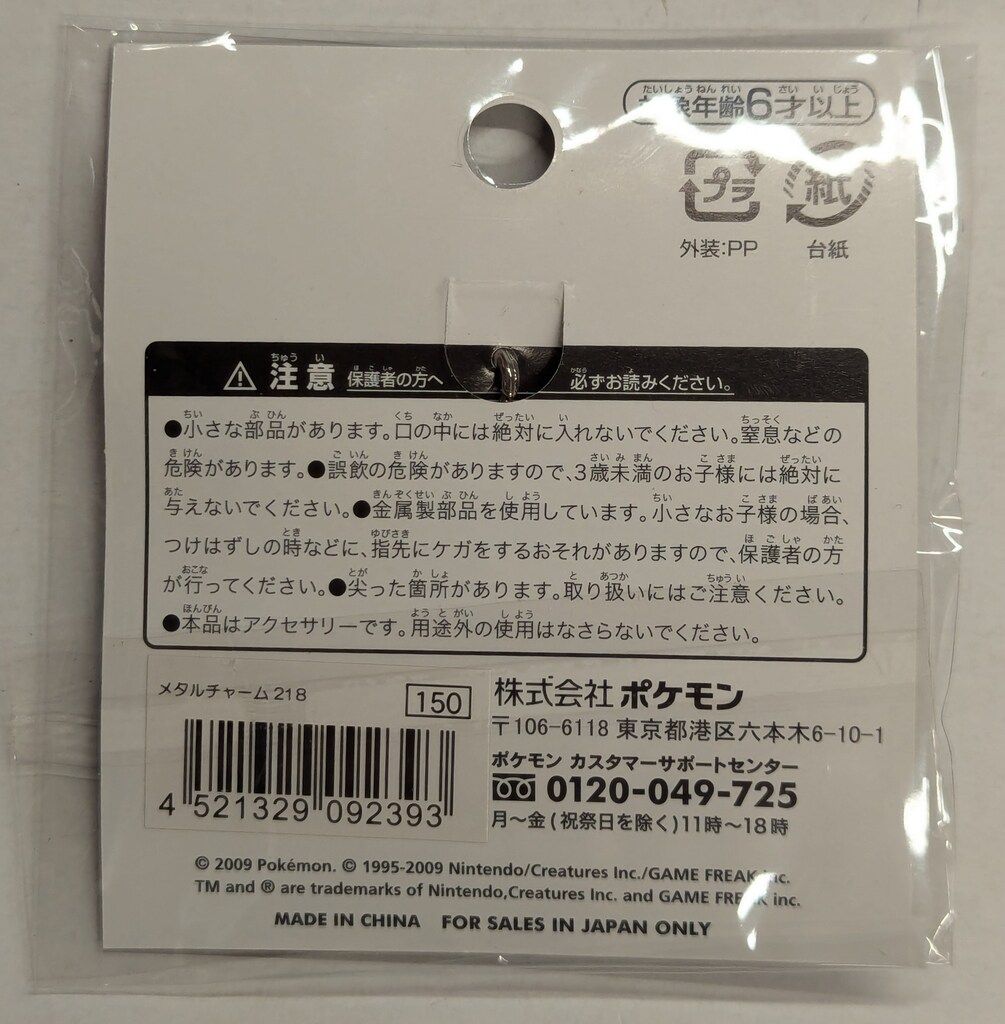 対象年齢6才以上
プラ 紙
外装:PP 台紙
注意 保護者の方へ 必ずお読みください。
●小さな部品があります。口の中には絶対に入れないでください。窒息などの
危険があります。●誤飲の危険がありますので、3歳未満のお子様には絶対に
与えないでください。●金属製部品を使用しています。小さなお子様の場合、
つけはずしの時などに、指先にケガをするおそれがありますので、保護者の方
が行ってください。●尖った箇所があります。取り扱いにはご注意ください。
●本品はアクセサリーです。用途外の使用はなさらないでください。
メタルチャーム218 150
4 521329 092393
株式会社 ポケモン
〒106-6118 東京都港区六本木6-10-1
ポケモン カスタマーサポートセンター
0120-049-725
月〜金(祝祭日を除く)11時〜18時
© 2009 Pokémon. © 1995-2009 Nintendo/Creatures Inc./GAME FREAK inc.
TM and ® are trademarks of Nintendo,Creatures Inc. and GAME FREAK inc.
MADE IN CHINA FOR SALES IN JAPAN ONLY